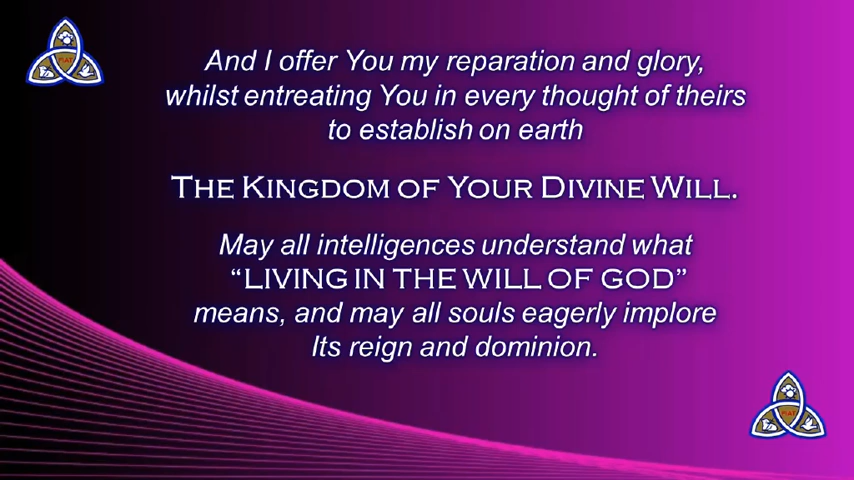 And I offer You my reparation and glory,
whilst entreating You in every thought of theirs
to establish on earth
THE KINGDOM OF YOUR DIVINE WILL.
May all intelligences understand what
“LIVING IN THE WILL OF GOD”
means, and may all souls eagerly implore
Its reign and dominion.
FIAT
FIAT